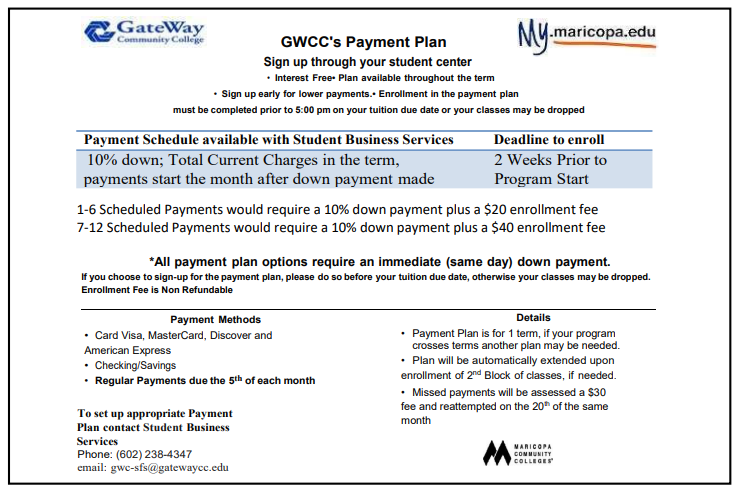 GATEWAY
Community College
My.maricopa.edu
GWCC's Payment Plan
Sign up through your student center
• Interest Free• Plan available throughout the term
• Sign up early for lower payments.• Enrollment in the payment plan
must be completed prior to 5:00 pm on your tuition due date or your classes may be dropped
Payment Schedule available with Student Business Services Deadline to enroll
10% down; Total Current Charges in the term, 2 Weeks Prior to
payments start the month after down payment made Program Start
1-6 Scheduled Payments would require a 10% down payment plus a $20 enrollment fee
7-12 Scheduled Payments would require a 10% down payment plus a $40 enrollment fee
*All payment plan options require an immediate (same day) down payment.
If you choose to sign-up for the payment plan, please do so before your tuition due date, otherwise your classes may be dropped.
Enrollment Fee is Non Refundable
Payment Methods
• Card Visa, MasterCard, Discover and
American Express
• Checking/Savings
• Regular Payments due the 5th of each month
To set up appropriate Payment
Plan contact Student Business
Services
Phone: (602) 238-4347
email: gwc-sfs@gatewaycc.edu
Details
• Payment Plan is for 1 term, if your program
crosses terms another plan may be needed.
• Plan will be automatically extended upon
enrollment of 2nd Block of classes, if needed.
• Missed payments will be assessed a $30
fee and reattempted on the 20th of the same
month
MARICOPA
COMMUNITY
COLLEGES®